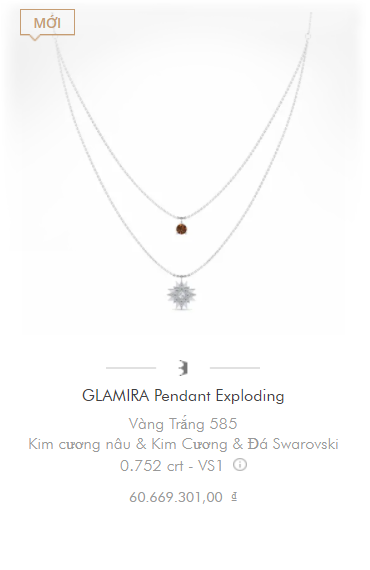 MỚI
GLAMIRA Pendant Exploding
Vàng Trắng 585
Kim cương nâu & Kim Cương & Đá Swarovski
0.752 crt - VS1
60.669.301,00 ₫